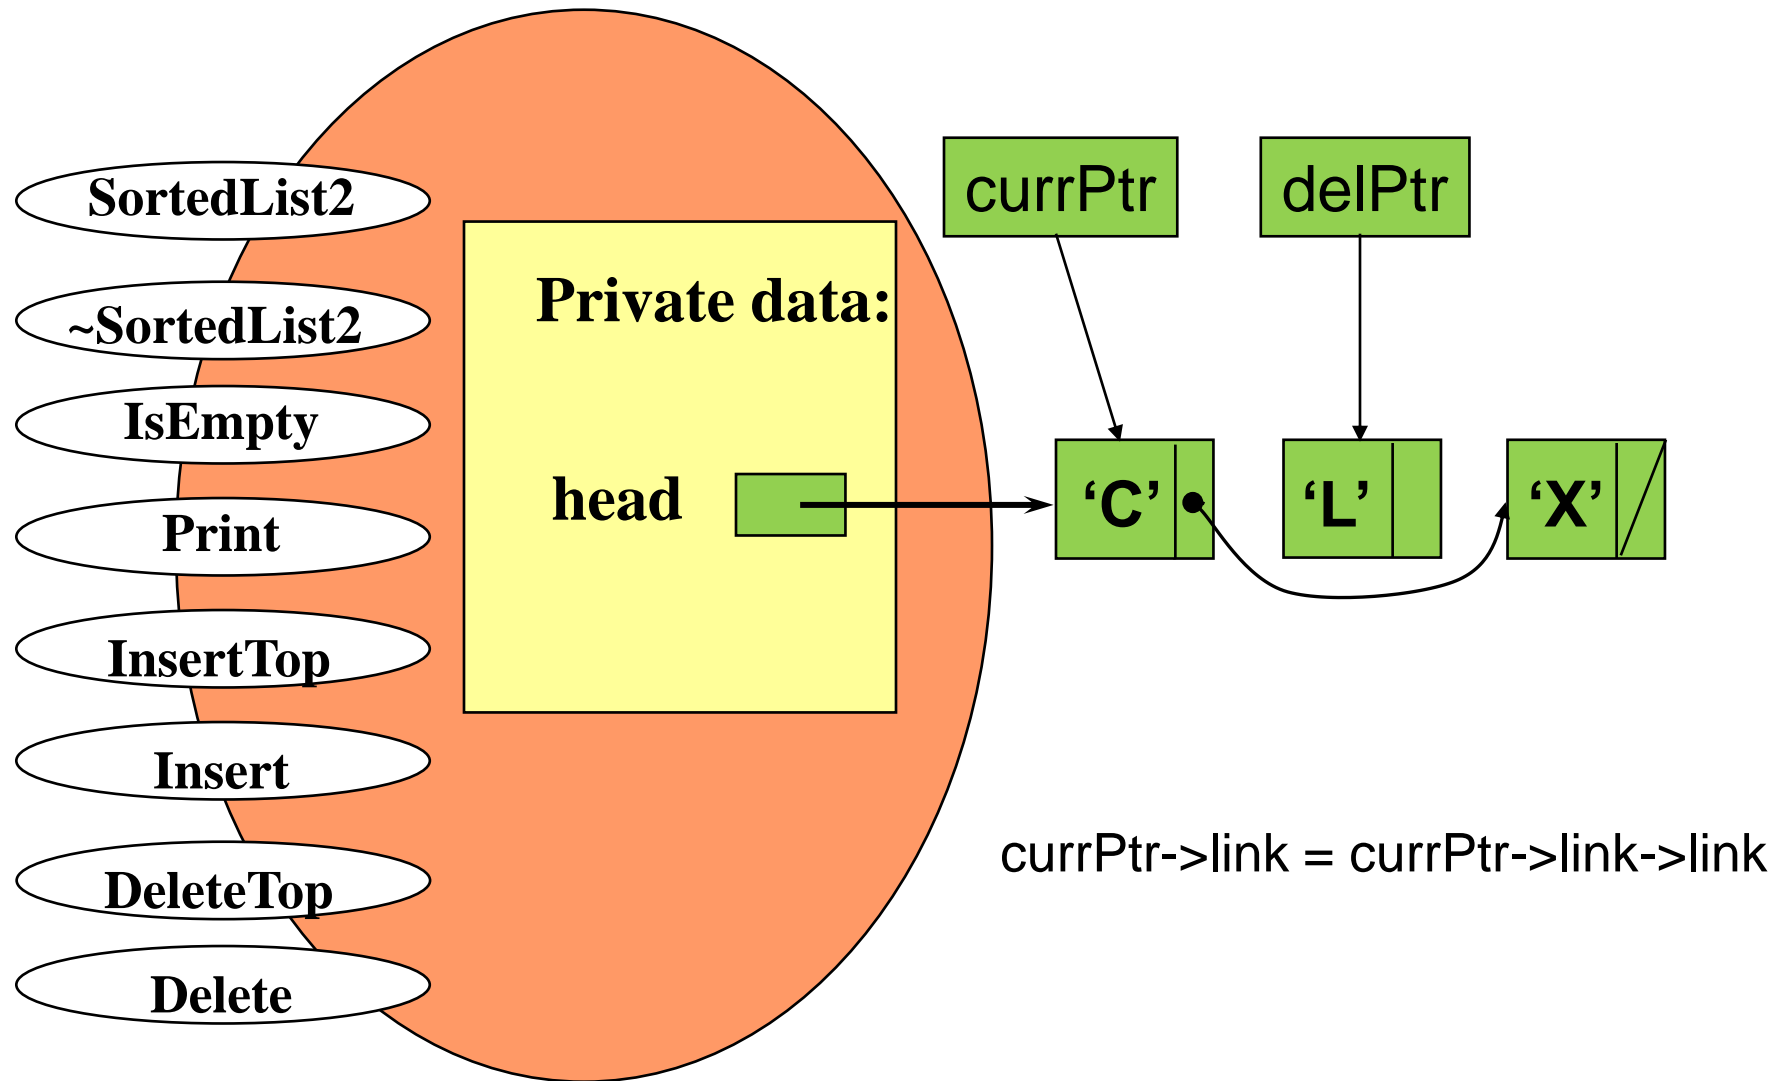 SortedList2
~SortedList2
IsEmpty
Print
InsertTop
Insert
DeleteTop
Delete
Private data:
head
currPtr
delPtr
‘C’
‘L’
‘X’
currPtr->link = currPtr->link->link